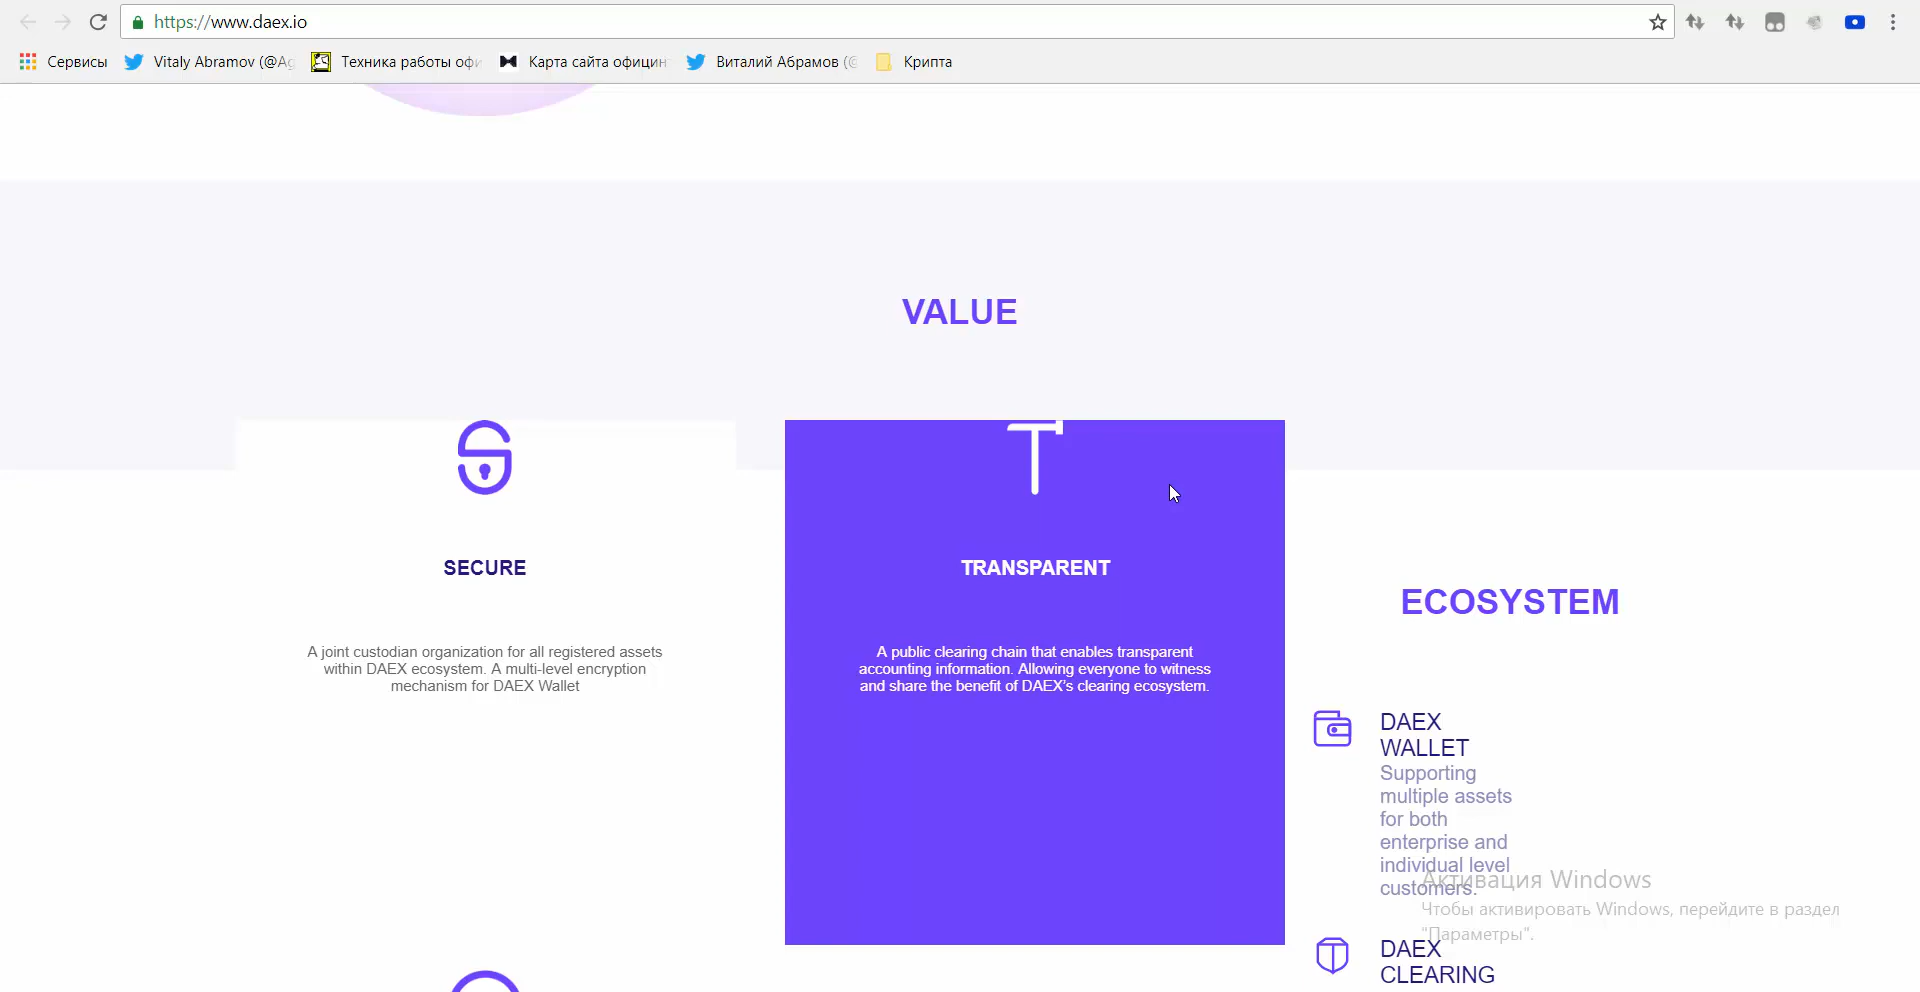 https://www.daex.io
Сервисы
Vitaly Abramov (@Ag
Техника работы офи
Карта сайта официн
Виталий Абрамов (@
Крипта
VALUE
SECURE
A joint custodian organization for all registered assets
within DAEX ecosystem. A multi-level encryption
mechanism for DAEX Wallet
T
TRANSPARENT
A public clearing chain that enables transparent
accounting information. Allowing everyone to witness
and share the benefit of DAEX's clearing ecosystem.
ECOSYSTEM
DAEX
WALLET
Supporting
multiple assets
for both
enterprise and
individual level
customers.
DAEX
CLEARING
Активация Windows
Чтобы активировать Windows, перейдите в раздел
"Параметры".